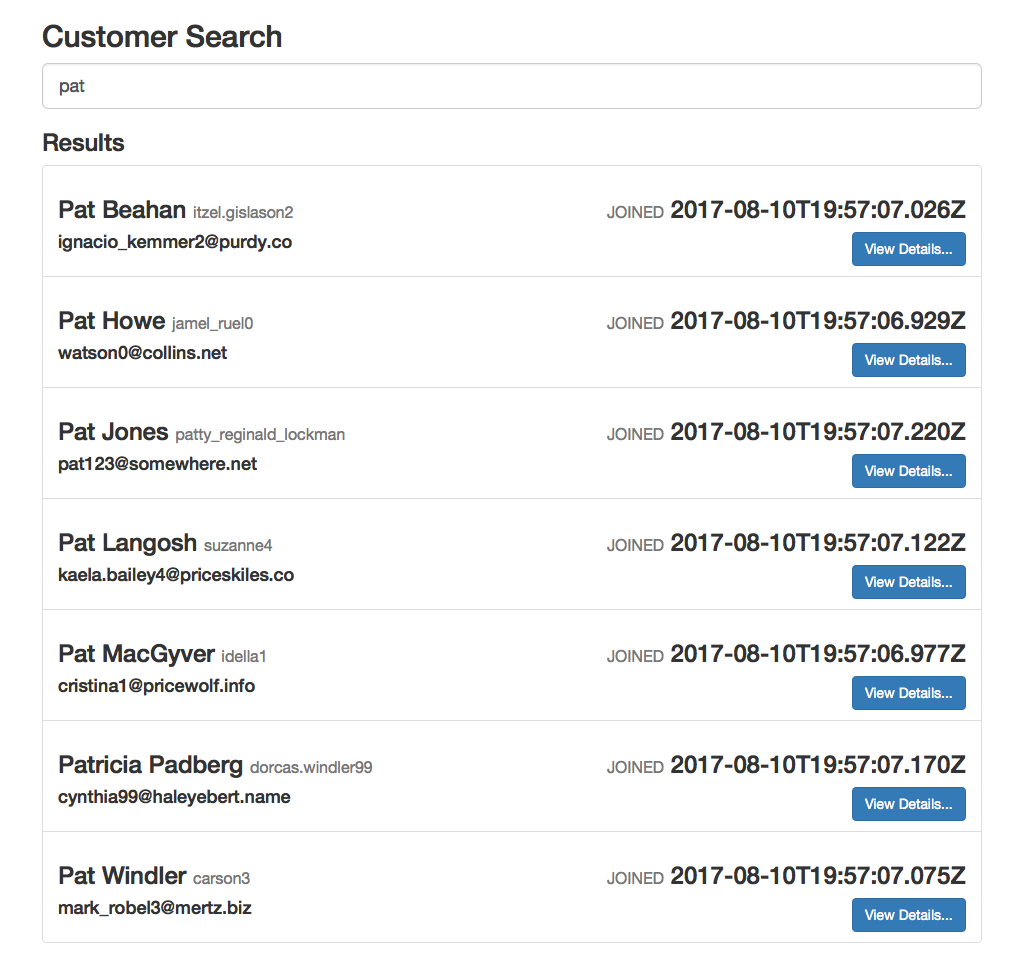 Customer Search
pat
Results
Pat Beahan itzel.gislason2 JOINED 2017-08-10T19:57:07.026Z
ignacio_kemmer2@purdy.co
View Details...
Pat Howe jamel_ruel0 JOINED 2017-08-10T19:57:06.929Z
watson0@collins.net
View Details...
Pat Jones patty_reginald_lockman JOINED 2017-08-10T19:57:07.220Z
pat123@somewhere.net
View Details...
Pat Langosh suzanne4 JOINED 2017-08-10T19:57:07.122Z
kaela.bailey4@priceskiles.co
View Details...
Pat MacGyver idella1 JOINED 2017-08-10T19:57:06.977Z
cristina1@pricewolf.info
View Details...
Patricia Padberg dorcas.windler99 JOINED 2017-08-10T19:57:07.170Z
cynthia99@haleyebert.name
View Details...
Pat Windler carson3 JOINED 2017-08-10T19:57:07.075Z
mark_robel3@mertz.biz
View Details...